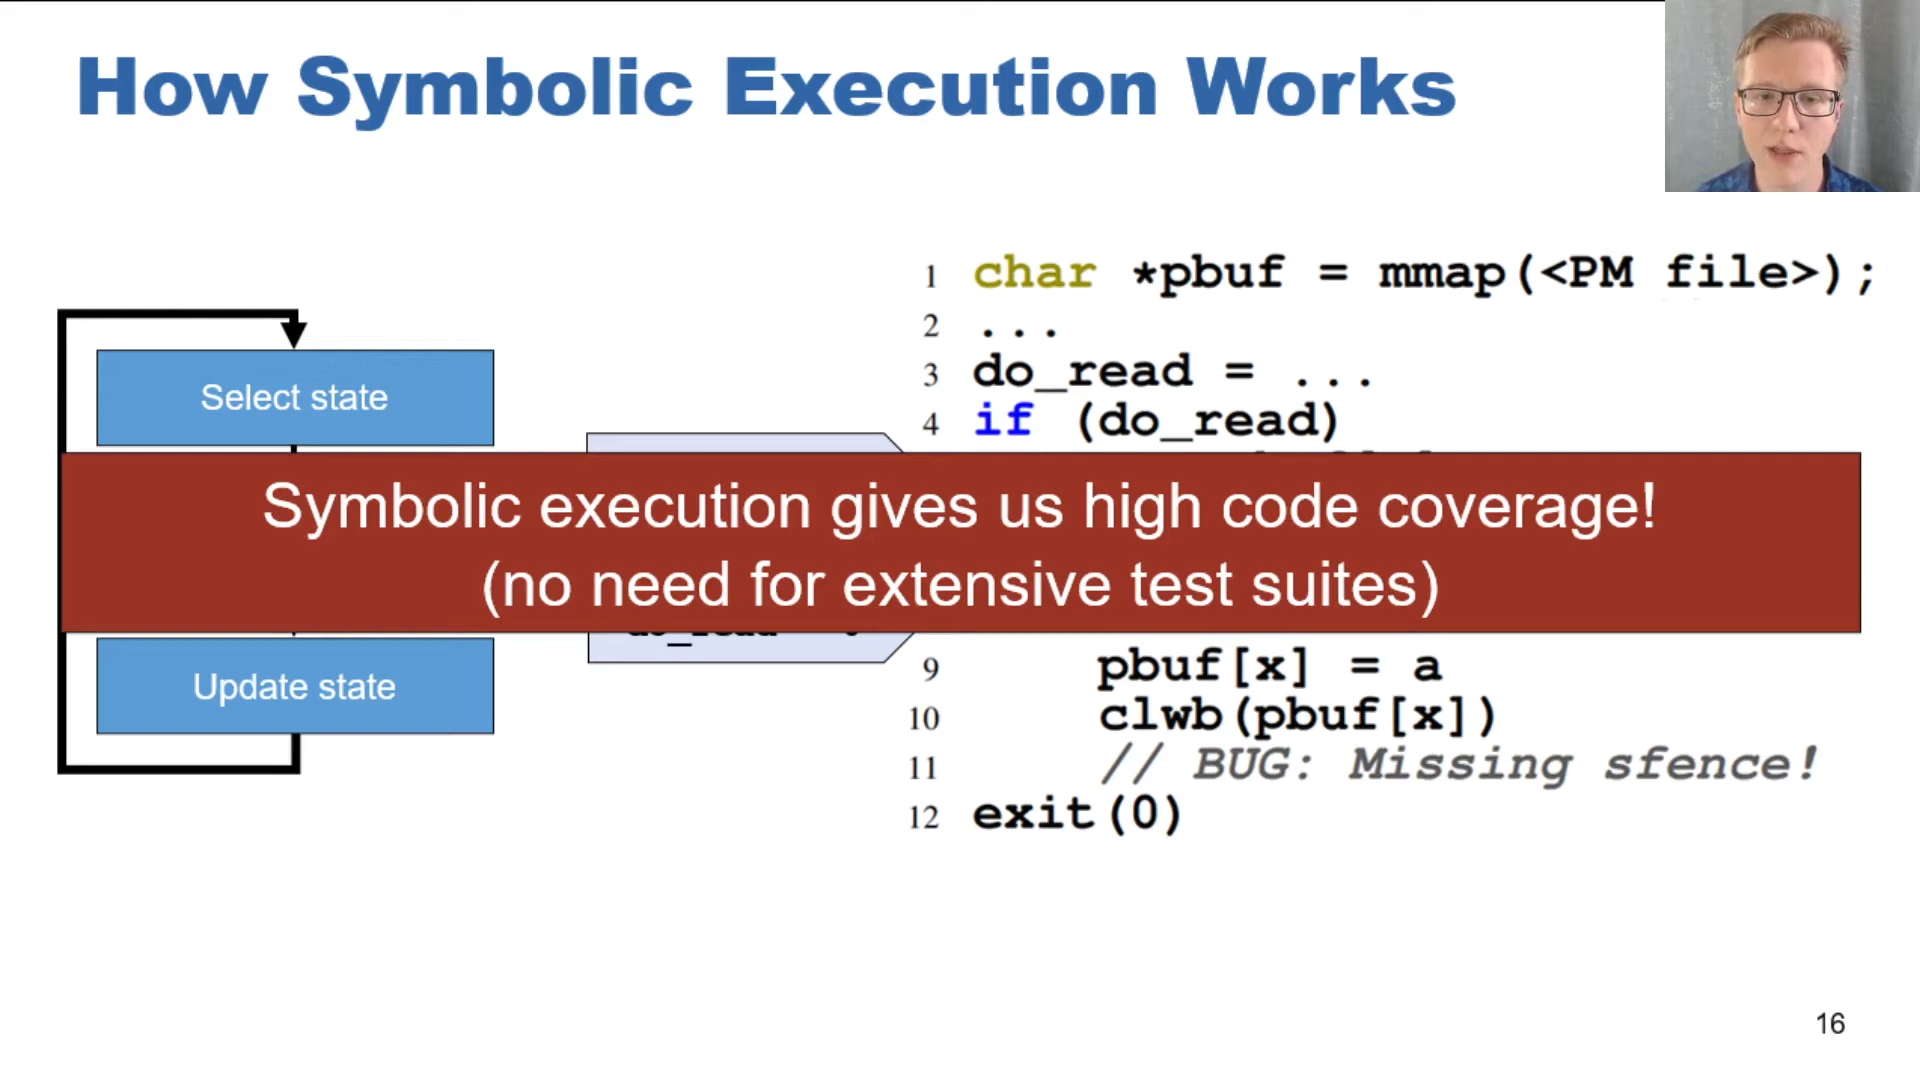 How Symbolic Execution Works
1 char *pbuf = mmap(<PM file>);
2 ...
3 do_read = ...
4 if (do_read)
Select state
Symbolic execution gives us high code coverage!
(no need for extensive test suites)
Update state
9 pbuf[x] = a
10 clwb(pbuf[x])
11 // BUG: Missing sfence!
12 exit(0)
16